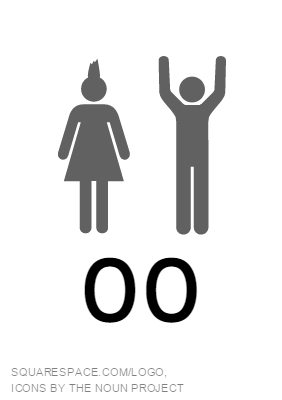 OO
SQUARESPACE.COM/LOGO,
ICONS BY THE NOUN PROJECT